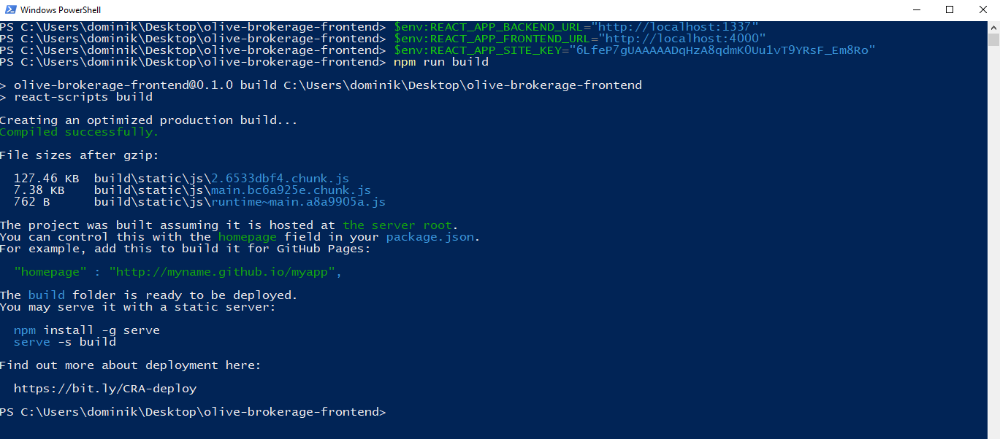 Windows PowerShell
PS C:\Users\dominik\Desktop\olive-brokerage-frontend> $env:REACT_APP_BACKEND_URL="http://localhost:1337"
PS C:\Users\dominik\Desktop\olive-brokerage-frontend> $env:REACT_APP_FRONTEND_URL="http://localhost:4000"
PS C:\Users\dominik\Desktop\olive-brokerage-frontend> $env:REACT_APP_SITE_KEY="6LfeP7gUAAAAADqHzA8qdmKOUu1vT9YRsF_Em8Ro"
PS C:\Users\dominik\Desktop\olive-brokerage-frontend> npm run build
> olive-brokerage-frontend@0.1.0 build C:\Users\dominik\Desktop\olive-brokerage-frontend
> react-scripts build
Creating an optimized production build...
Compiled successfully.
File sizes after gzip:
127.46 KB  build\static\js\2.6533dbf4.chunk.js
7.38 KB    build\static\js\main.bc6a925e.chunk.js
762 B      build\static\js\runtime~main.a8a9905a.js
The project was built assuming it is hosted at the server root.
You can control this with the homepage field in your package.json.
For example, add this to build it for GitHub Pages:
"homepage" : "http://myname.github.io/myapp",
The build folder is ready to be deployed.
You may serve it with a static server:
npm install -g serve
serve -s build
Find out more about deployment here:
https://bit.ly/CRA-deploy
PS C:\Users\dominik\Desktop\olive-brokerage-frontend>